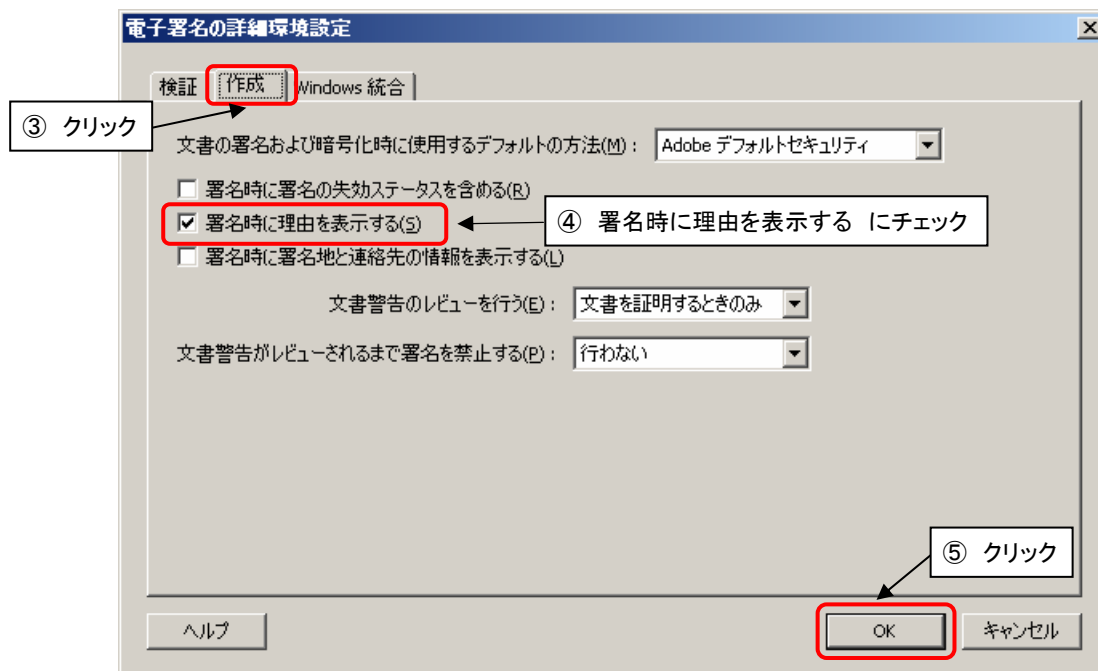 電子署名の詳細環境設定
検証 作成 Windows 統合
③ クリック
文書の署名および暗号化時に使用するデフォルトの方法(M): Adobe デフォルトセキュリティ
署名時に署名の失効ステータスを含める(R)
署名時に理由を表示する(S)
④ 署名時に理由を表示する にチェック
署名時に署名地と連絡先の情報を表示する(L)
文書警告のレビューを行う(E): 文書を証明するときのみ
文書警告がレビューされるまで署名を禁止する(P): 行わない
⑤ クリック
ヘルプ OK キャンセル